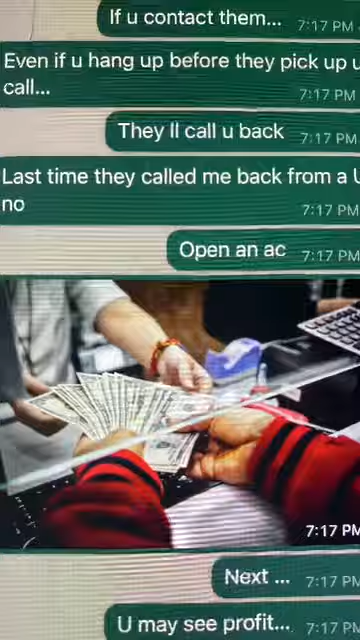 If u contact them... 7:17 PM
Even if u hang up before they pick up u
call... 7:17 PM
They ll call u back 7:17 PM
Last time they called me back from a U
no 7:17 PM
Open an ac 7:17 PM
7:17 PM
Next ... 7:17 PM
U may see profit... 7:17 PM